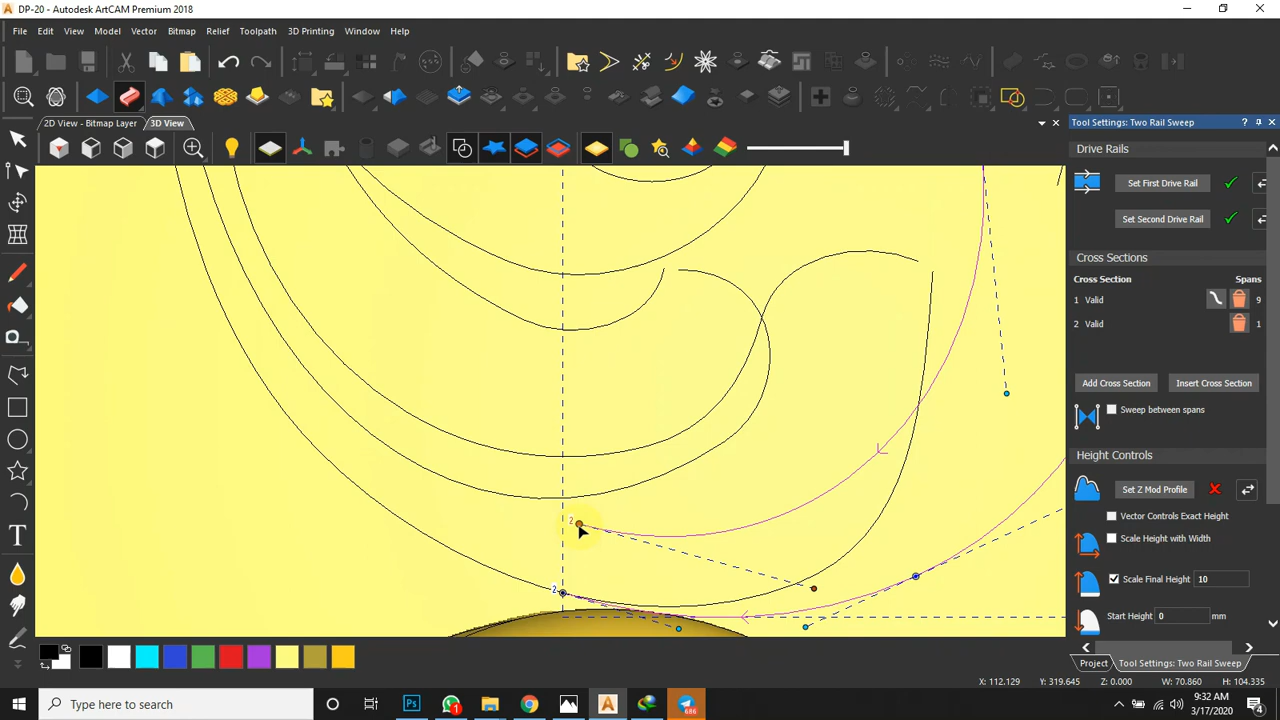 DP-20 - Autodesk ArtCAM Premium 2018
File Edit View Model Vector Bitmap Relief Toolpath 3D Printing Window Help
2D View - Bitmap Layer 3D View
Tool Settings: Two Rail Sweep
Drive Rails
Set First Drive Rail
Set Second Drive Rail
Cross Sections
Cross Section Spans
1 Valid 9
2 Valid 1
Add Cross Section Insert Cross Section
Sweep between spans
Height Controls
Set Z Mod Profile
Vector Controls Exact Height
Scale Height with Width
Scale Final Height 10
Start Height 0 mm
2
2
Project Tool Settings: Two Rail Sweep
X: 112.129 Y: 319.645 Z: 0.000 W: 70.860 H: 104.335
Type here to search
1
686
9:32 AM
3/17/2020
4